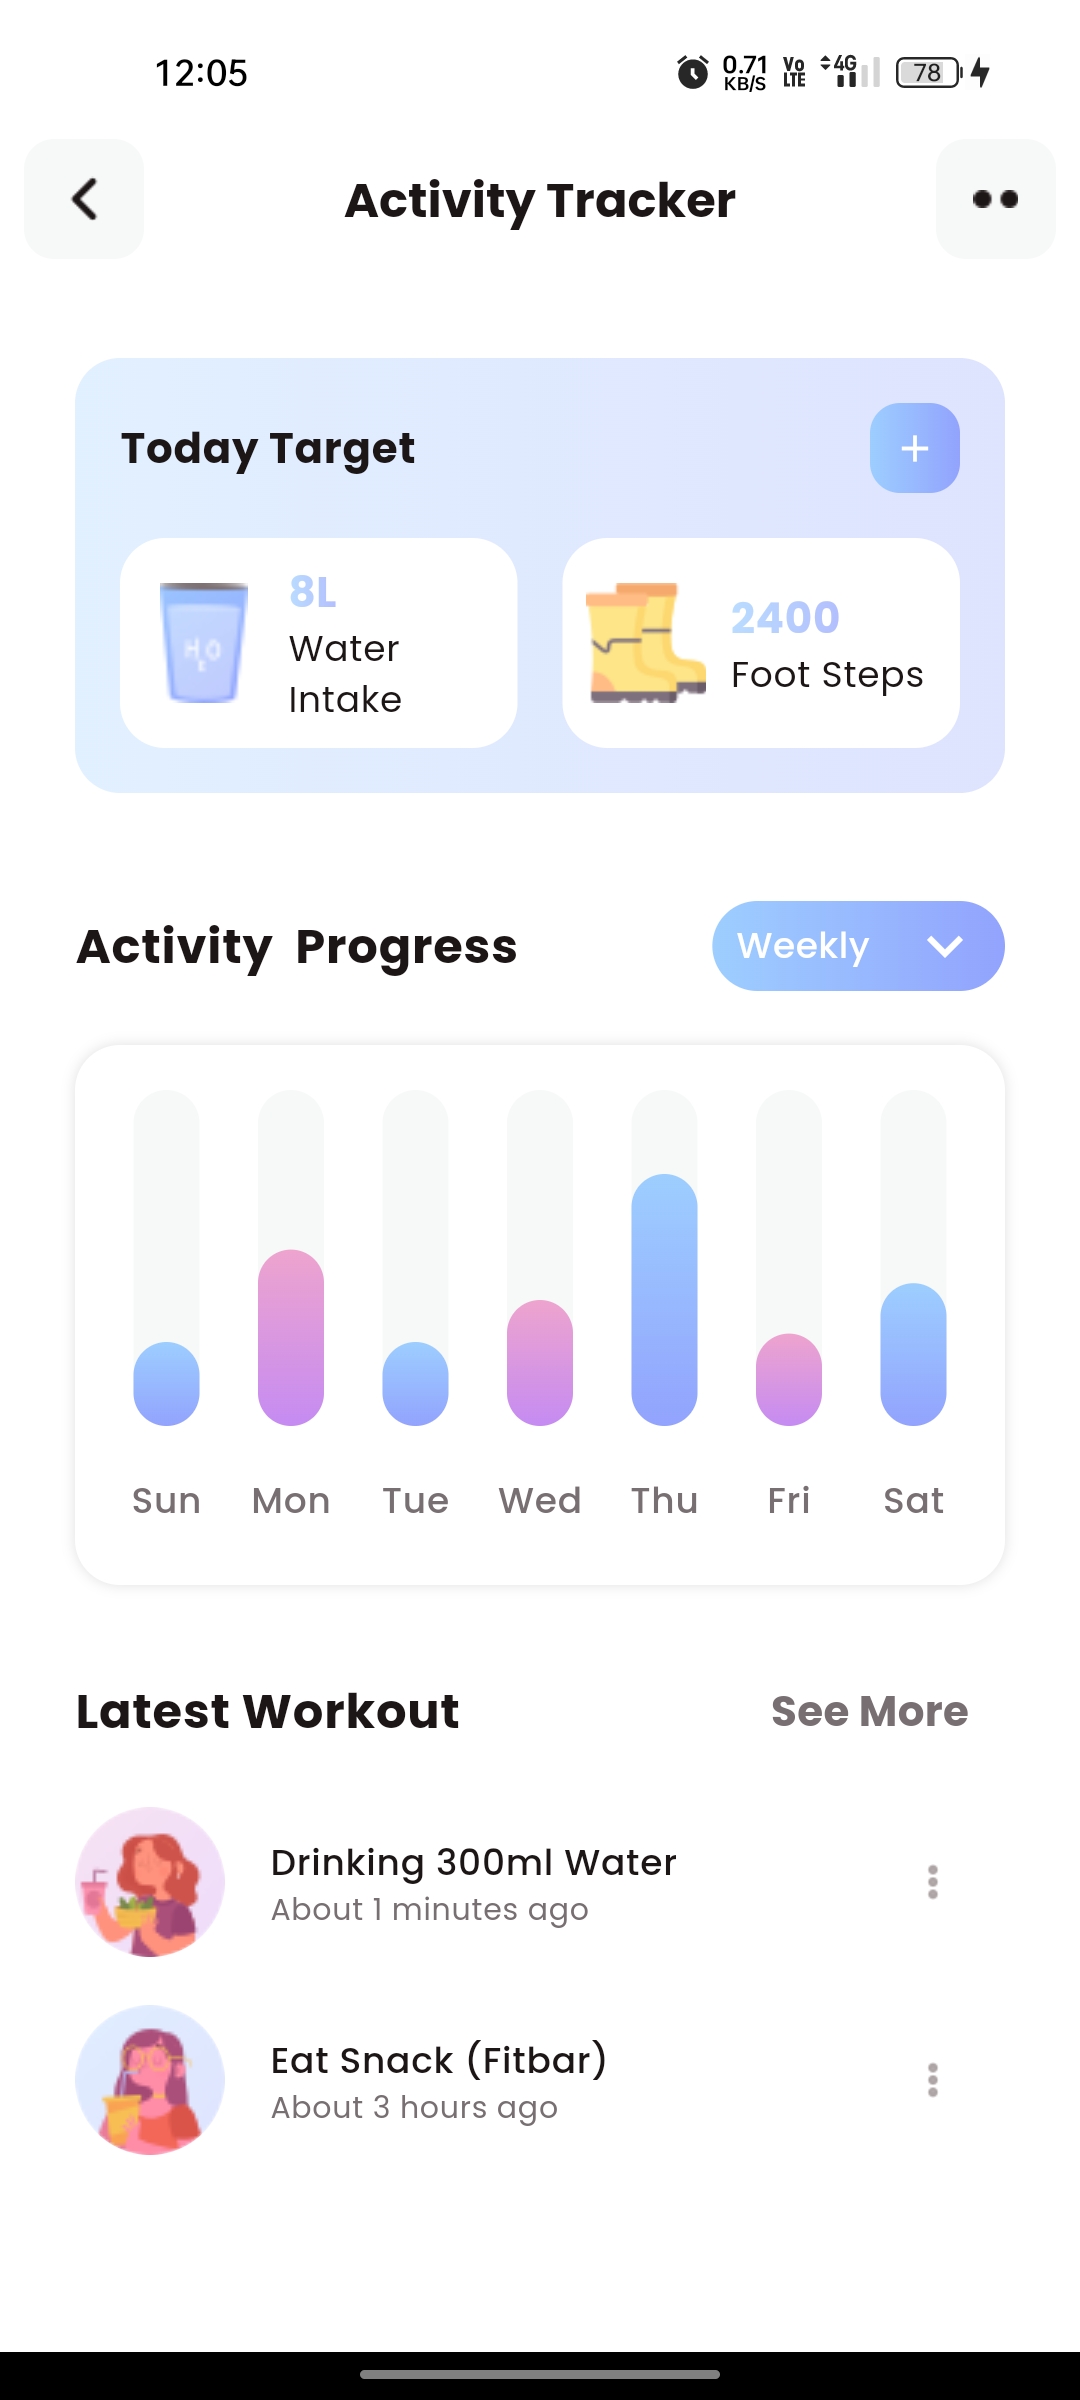 12:05
0.71
KB/S
Vo
LTE
4G
78
Activity Tracker
Today Target
8L
Water
Intake
2400
Foot Steps
Activity  Progress
Weekly
Sun Mon Tue Wed Thu Fri Sat
Latest Workout
See More
Drinking 300ml Water
About 1 minutes ago
Eat Snack (Fitbar)
About 3 hours ago